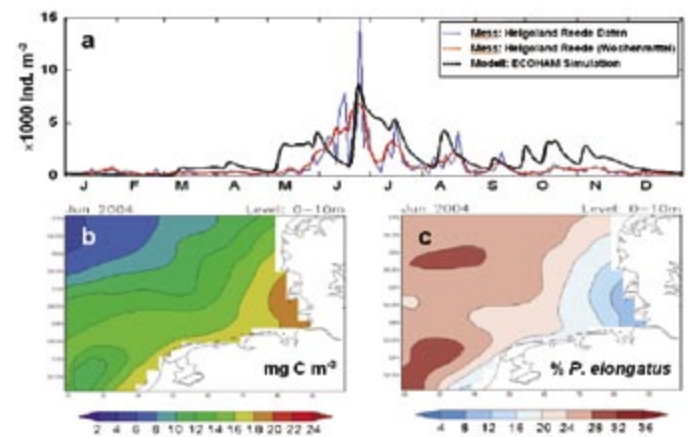 15
a
Mess: Helgoland Reede Daten
Mess: Helgoland Reede (Wochenmittel)
Modell: ECOHAM Simulation
10
×1000 Ind. m-3
5
0
J F M A M J J A S O N D
Jun 2004 Level: 0-10m
Jun 2004 Level: 0-10m
b
c
mg C m-3
% P. elongatus
2 4 6 8 10 12 14 16 18 20 22 24
4 8 12 16 20 24 28 32 36